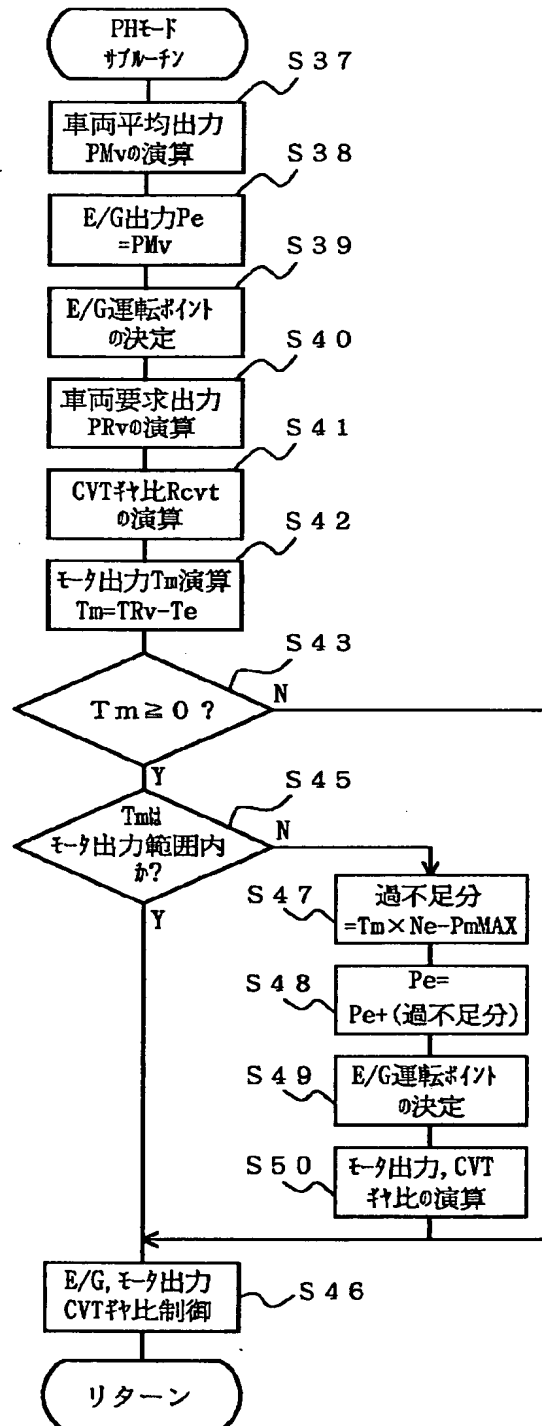 PHモード
サブルーチン
S37
車両平均出力
PMvの演算
S38
E/G出力Pe
=PMv
S39
E/G運転ポイント
の決定
S40
車両要求出力
PRvの演算
S41
CVTギヤ比Rcvt
の演算
S42
モータ出力Tm演算
Tm=TRv-Te
S43
Tm≧0?
N
Y
S45
Tmは
モータ出力範囲内
か?
N
Y
S47
過不足分
=Tm×Ne-PmMAX
S48
Pe=
Pe+(過不足分)
S49
E/G運転ポイント
の決定
S50
モータ出力,CVT
ギヤ比の演算
E/G,モータ出力
CVTギヤ比制御
S46
リターン